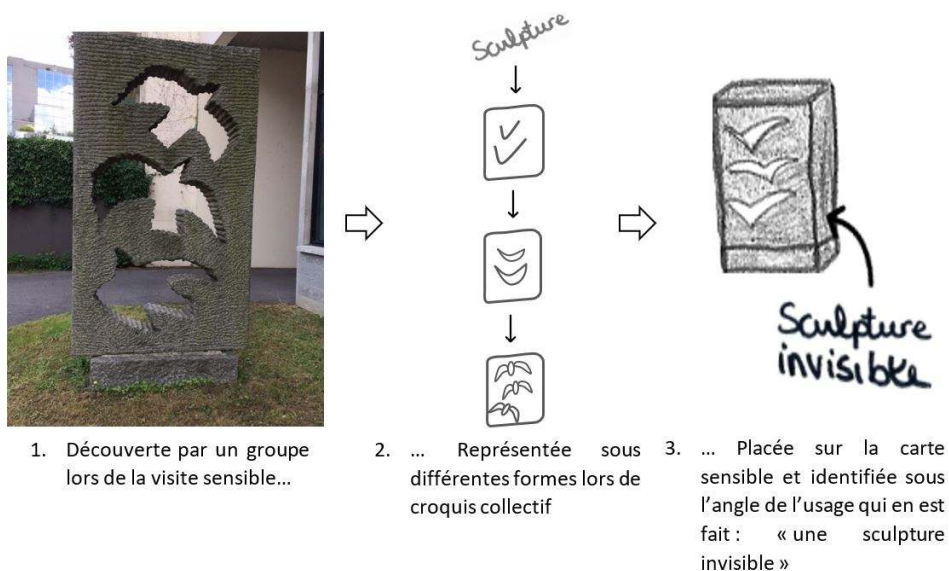 Sculpture
Sculpture
invisible
1. Découverte par un groupe
lors de la visite sensible...
2. ... Représentée sous
différentes formes lors de
croquis collectif
3. ... Placée sur la carte
sensible et identifiée sous
l'angle de l'usage qui en est
fait : « une sculpture
invisible »